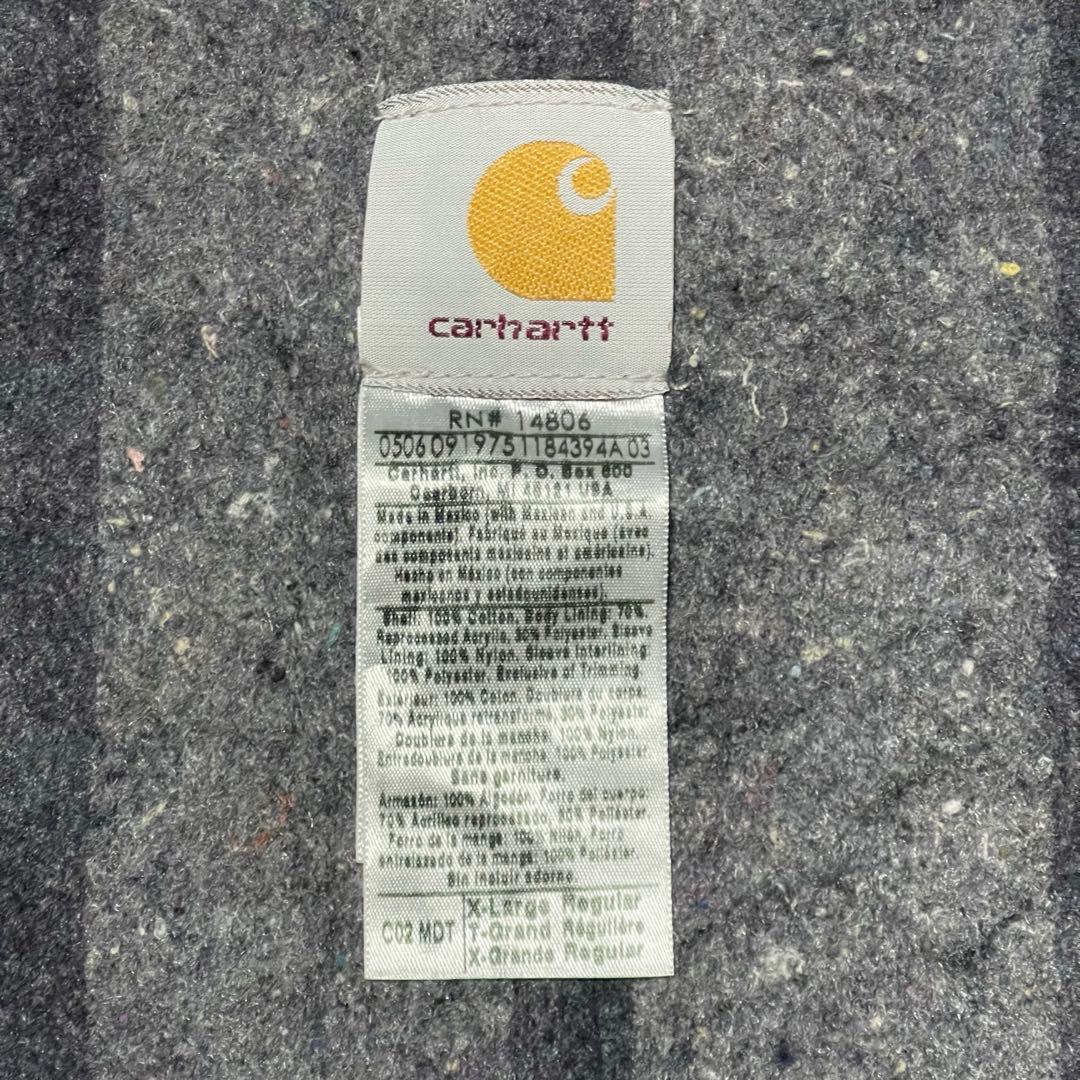 carhartt
RN# 14806
0506 09 1975 1184394A 03
Carhartt, Inc. P. O. Box 600
Dearborn, MI 48121 USA
Made in Mexico (with Mexican and U.S.A.
components). Fabriqué au Mexique (avec
des composants mexicains et américains).
Hecho en México (con componentes
mexicanos y estadounidenses).
Shell: 100% Cotton. Body Lining: 70%
Reprocessed Acrylic, 30% Polyester. Sleeve
Lining: 100% Nylon. Sleeve Interlining
100% Polyester. Exclusive of Trimming
Extérieur: 100% Coton. Doublure du corps:
70% Acrylique retransformé, 30% Polyester
Doublure de la manche: 100% Nylon.
Entredoublure de la manche: 100% Polyester.
Sans garniture.
Armazón: 100% Algodón. Forro del cuerpo
70% Acrílico reprocesado, 30% Poliéster
Forro de la manga: 100% Nilón. Forro
entrelazado de la manga: 100% Poliéster.
Sin incluir adorno.
C02 MDT
X-Large Regular
T-Grand Régulière
X-Grande Regular